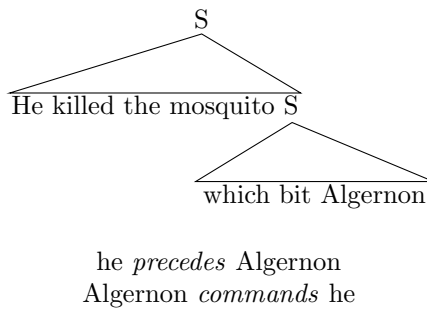 S
He killed the mosquito S
which bit Algernon
he precedes Algernon
Algernon commands he